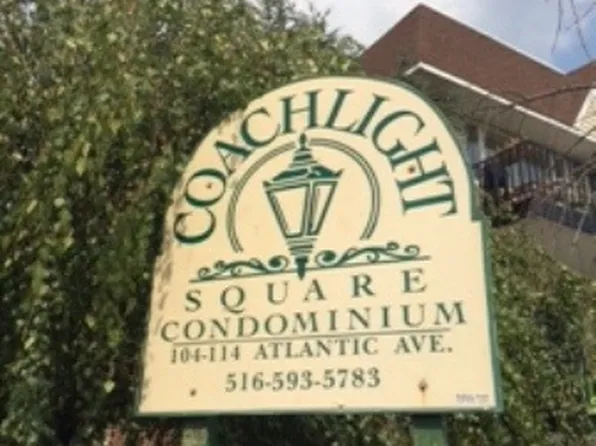 COACHLIGHT
SQUARE
CONDOMINIUM
104-114 ATLANTIC AVE.
516-593-5783